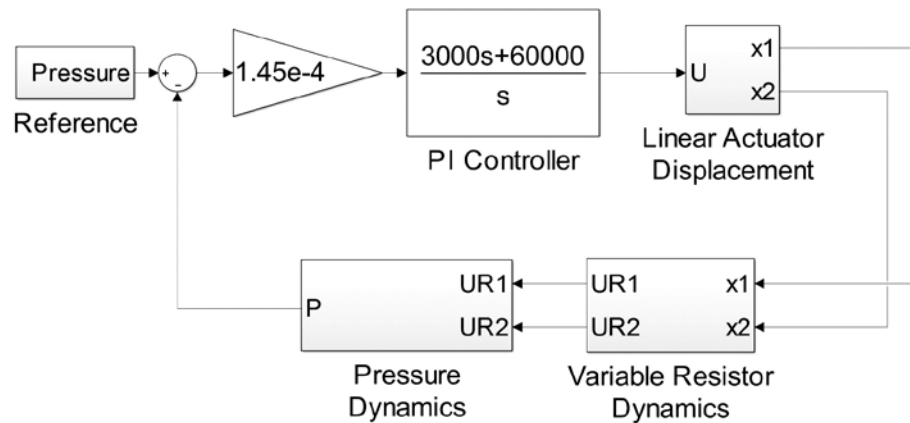 Pressure
Reference
+
-
1.45e-4
3000s+60000
s
PI Controller
U
x1
x2
Linear Actuator
Displacement
P
UR1
UR2
Pressure
Dynamics
UR1
UR2
x1
x2
Variable Resistor
Dynamics